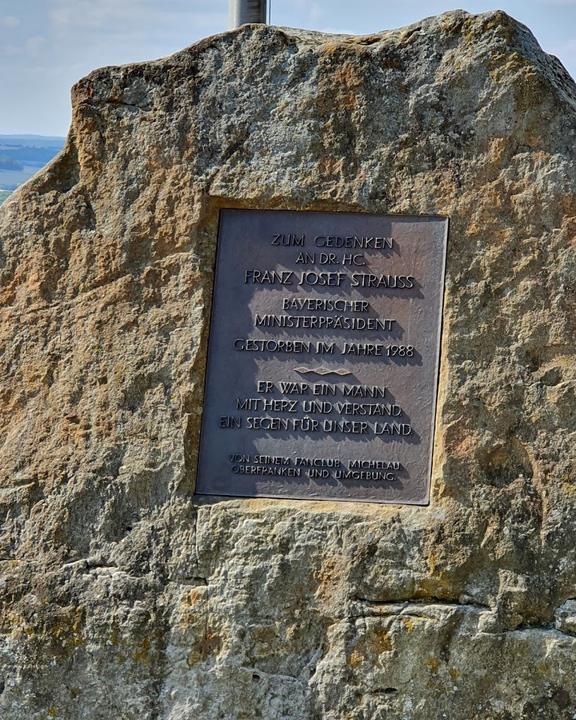 ZUM GEDENKEN
AN DR. HC.
FRANZ JOSEF STRAUSS
BAYERISCHER
MINISTERPRÄSIDENT
GESTORBEN IM JAHRE 1988
ER WAR EIN MANN
MIT HERZ UND VERSTAND
EIN SEGEN FÜR UNSER LAND.
VON SEINEM FANCLUB MICHELAU
OBERFRANKEN UND UMGEBUNG.